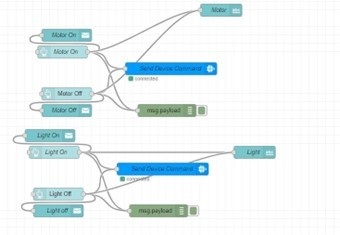 Motor
Motor On
Motor On
Send Device Command
connected
Motor Off
Motor Off
msg.payload
Light On
Light On
Light
Send Device Command
connected
Light Off
Light off
msg.payload